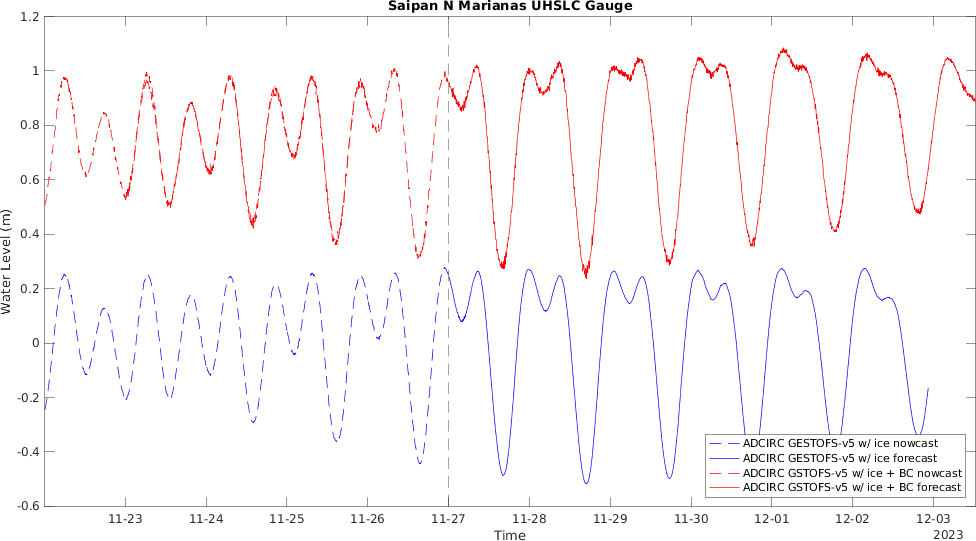 Saipan N Marianas UHSLC Gauge
1.2
1
0.8
0.6
0.4
0.2
0
-0.2
-0.4
-0.6
Water Level (m)
ADCIRC GESTOFS-v5 w/ ice nowcast
ADCIRC GESTOFS-v5 w/ ice forecast
ADCIRC GSTOFS-v5 w/ ice + BC nowcast
ADCIRC GSTOFS-v5 w/ ice + BC forecast
11-23 11-24 11-25 11-26 11-27 11-28 11-29 11-30 12-01 12-02 12-03
Time
2023